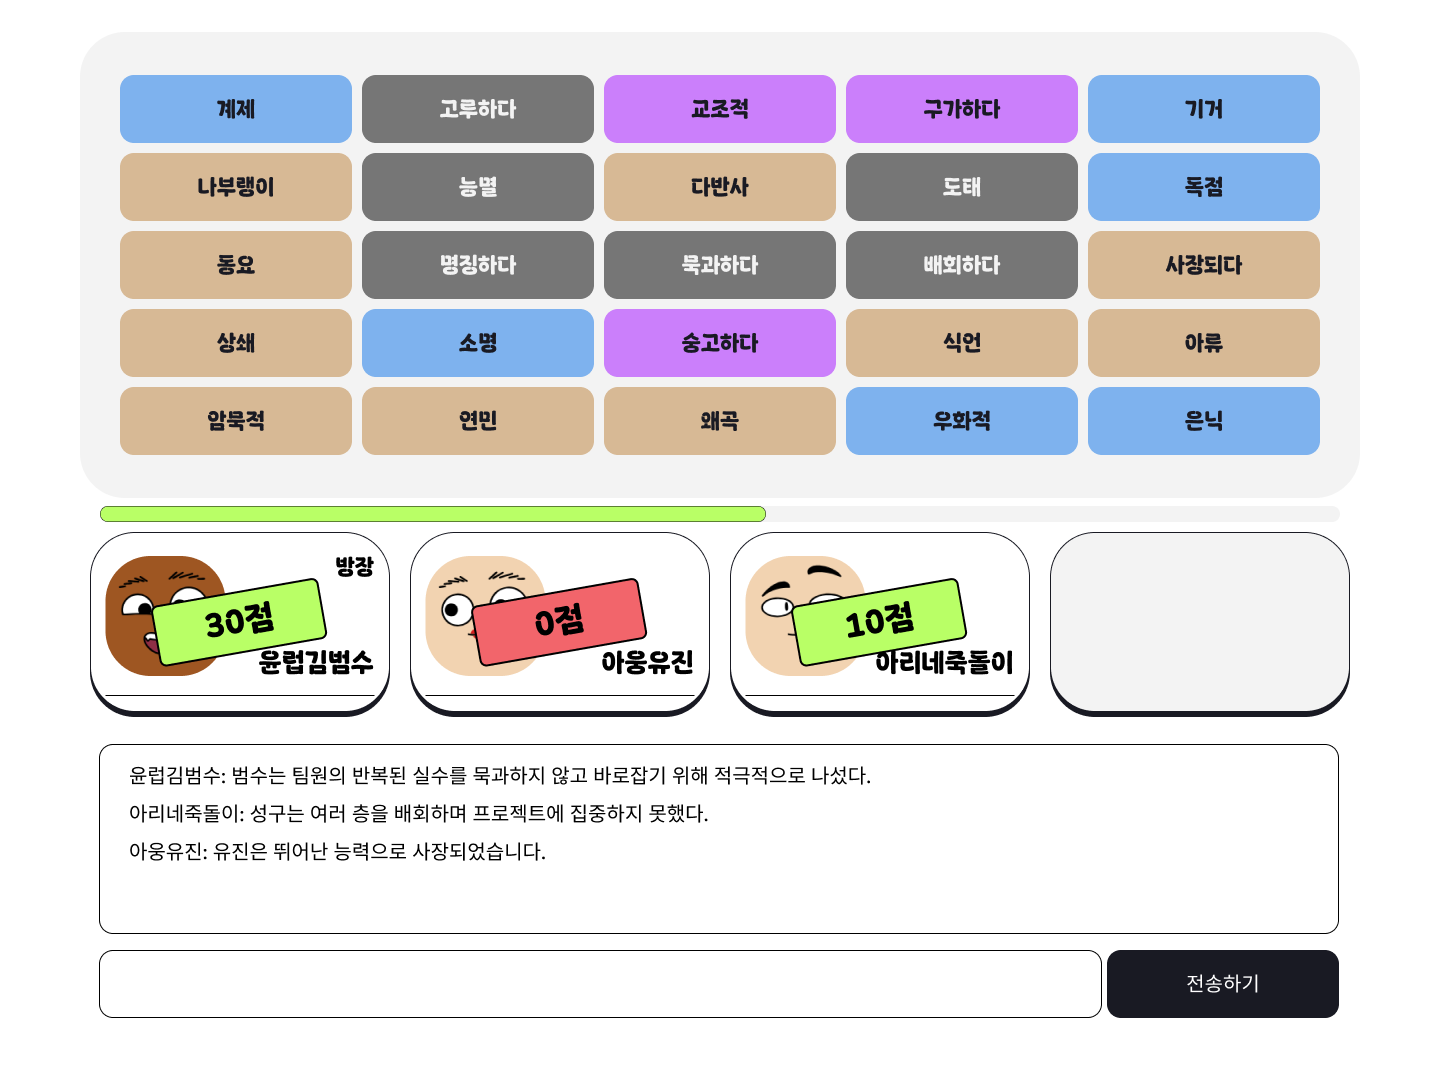 계제 고루하다 교조적 구가하다 기거
나부랭이 능멸 다반사 도태 독점
동요 명징하다 묵과하다 배회하다 사장되다
상쇄 소명 숭고하다 식언 아류
암묵적 연민 왜곡 우화적 은닉
방장
30점 0점 10점
윤럽김범수 아웅유진 아리네죽돌이
윤럽김범수: 범수는 팀원의 반복된 실수를 묵과하지 않고 바로잡기 위해 적극적으로 나섰다.
아리네죽돌이: 성구는 여러 층을 배회하며 프로젝트에 집중하지 못했다.
아웅유진: 유진은 뛰어난 능력으로 사장되었습니다.
전송하기